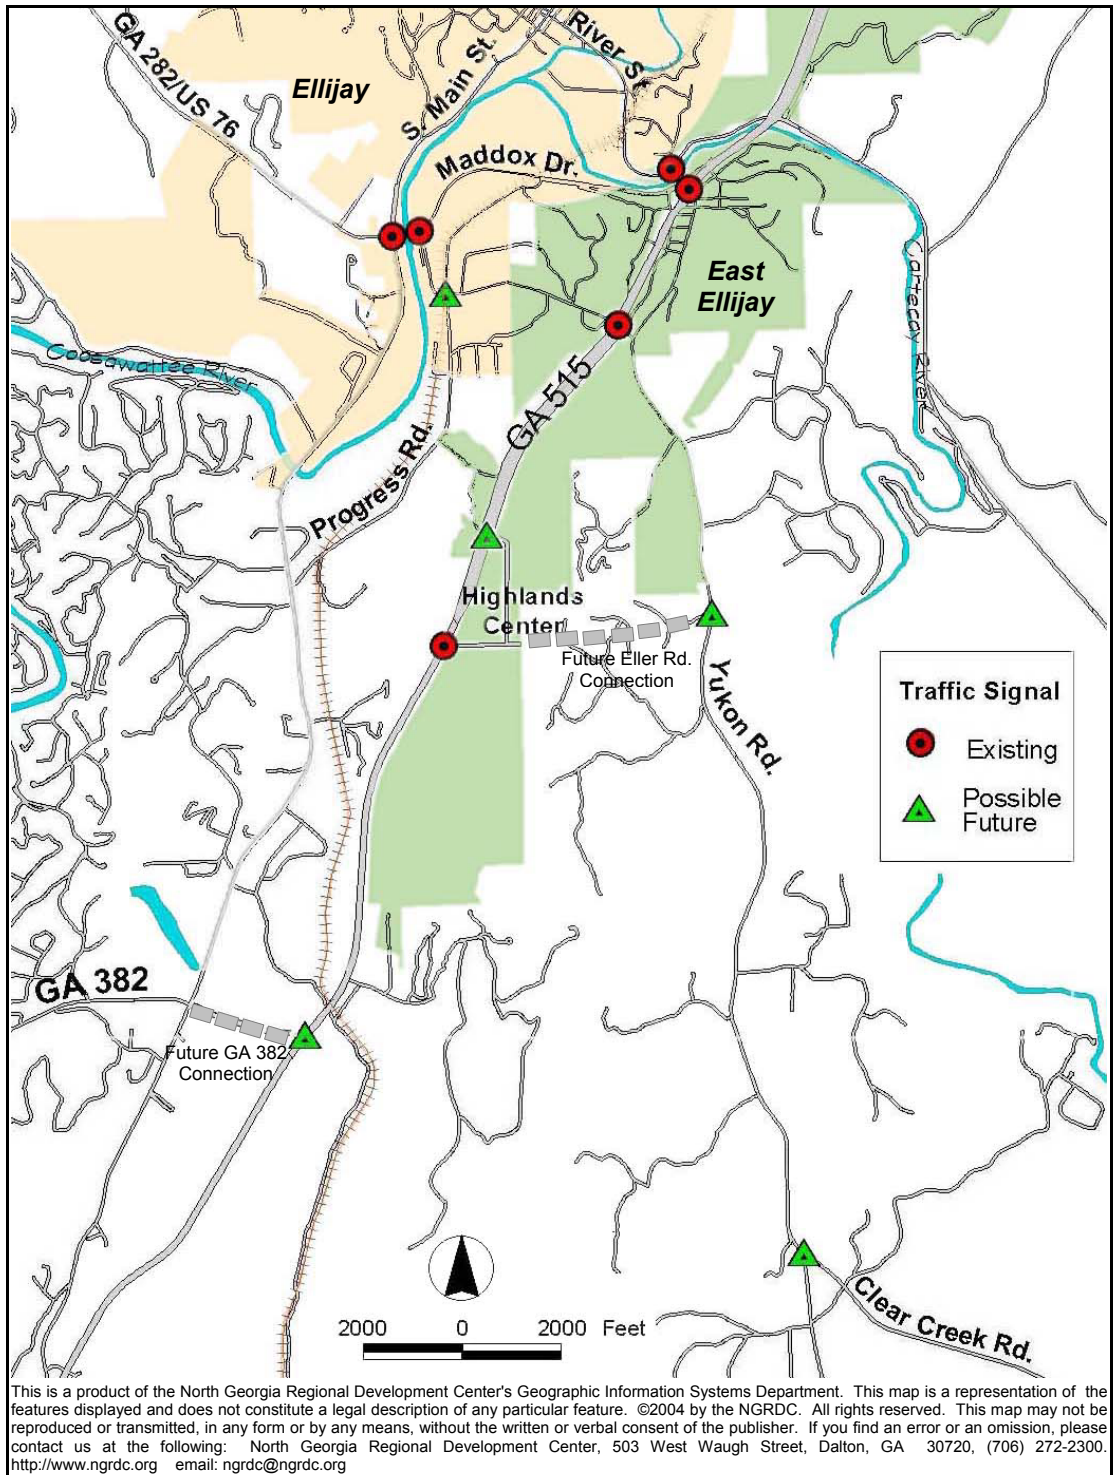 GA 282/US 76
Ellijay
S. Main St.
River St.
Maddox Dr.
East
Ellijay
Cartecay River
Coosawattee River
GA 515
Progress Rd.
Highlands
Center
Future Eller Rd.
Connection
Yukon Rd.
Traffic Signal
Existing
Possible
Future
GA 382
Future GA 382
Connection
2000 0 2000 Feet
Clear Creek Rd.
This is a product of the North Georgia Regional Development Center's Geographic Information Systems Department. This map is a representation of the
features displayed and does not constitute a legal description of any particular feature. ©2004 by the NGRDC. All rights reserved. This map may not be
reproduced or transmitted, in any form or by any means, without the written or verbal consent of the publisher. If you find an error or an omission, please
contact us at the following: North Georgia Regional Development Center, 503 West Waugh Street, Dalton, GA 30720, (706) 272-2300.
http://www.ngrdc.org email: ngrdc@ngrdc.org